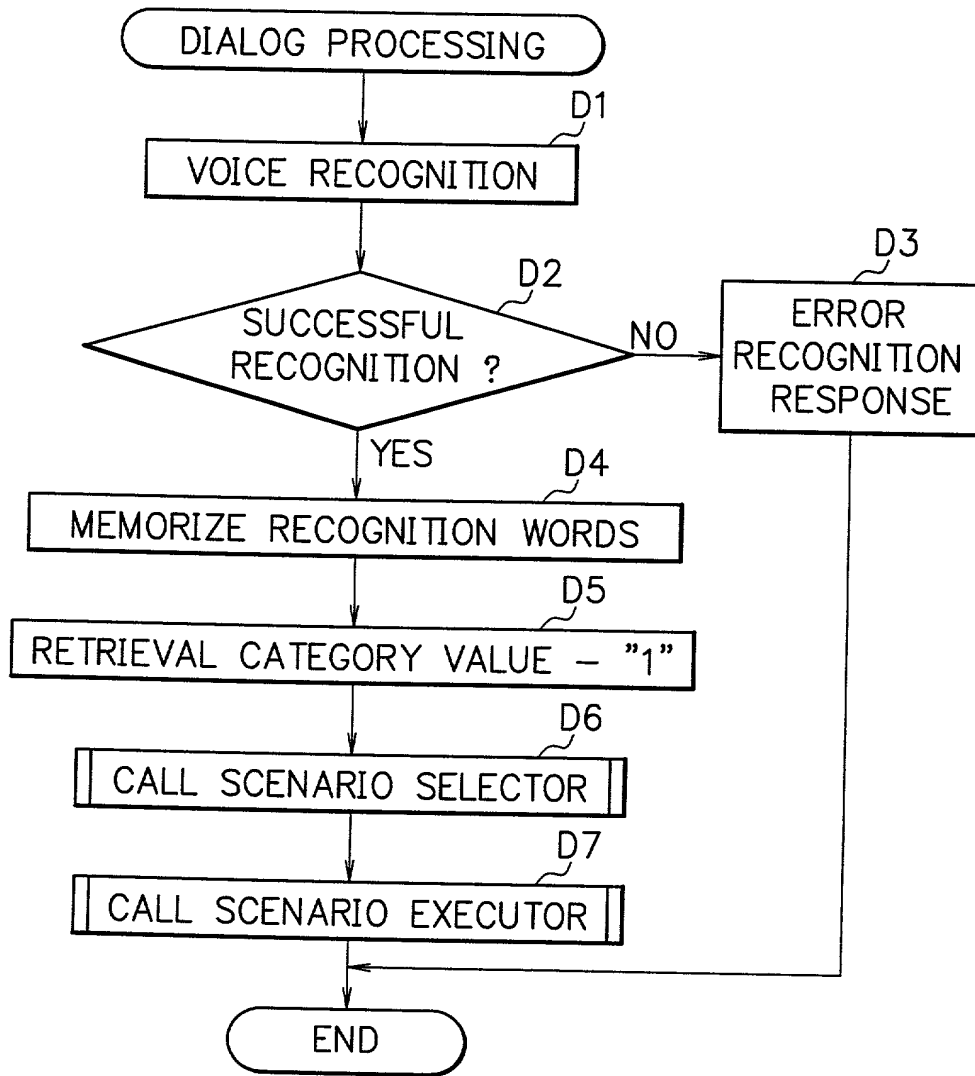 DIALOG PROCESSING
D1
VOICE RECOGNITION
D2
SUCCESSFUL
RECOGNITION ?
NO
D3
ERROR
RECOGNITION
RESPONSE
YES
D4
MEMORIZE RECOGNITION WORDS
D5
RETRIEVAL CATEGORY VALUE – "1"
D6
CALL SCENARIO SELECTOR
D7
CALL SCENARIO EXECUTOR
END